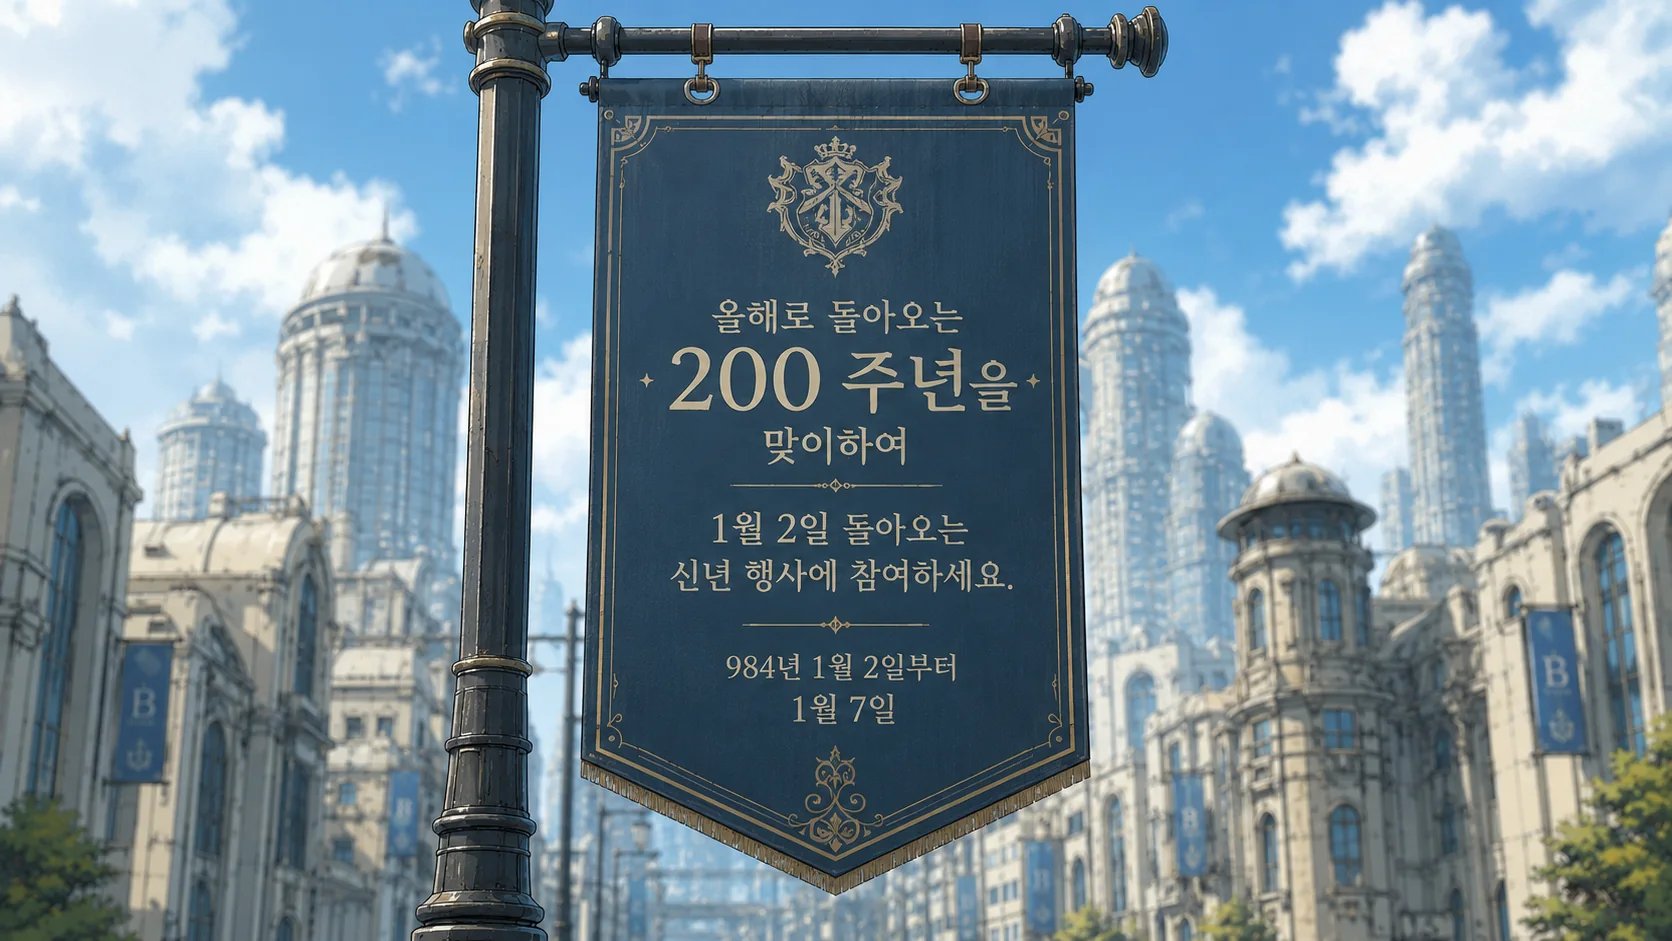 올해로 돌아오는
200 주년을
맞이하여
1월 2일 돌아오는
신년 행사에 참여하세요.
984년 1월 2일부터
1월 7일
B
B
B
B
B